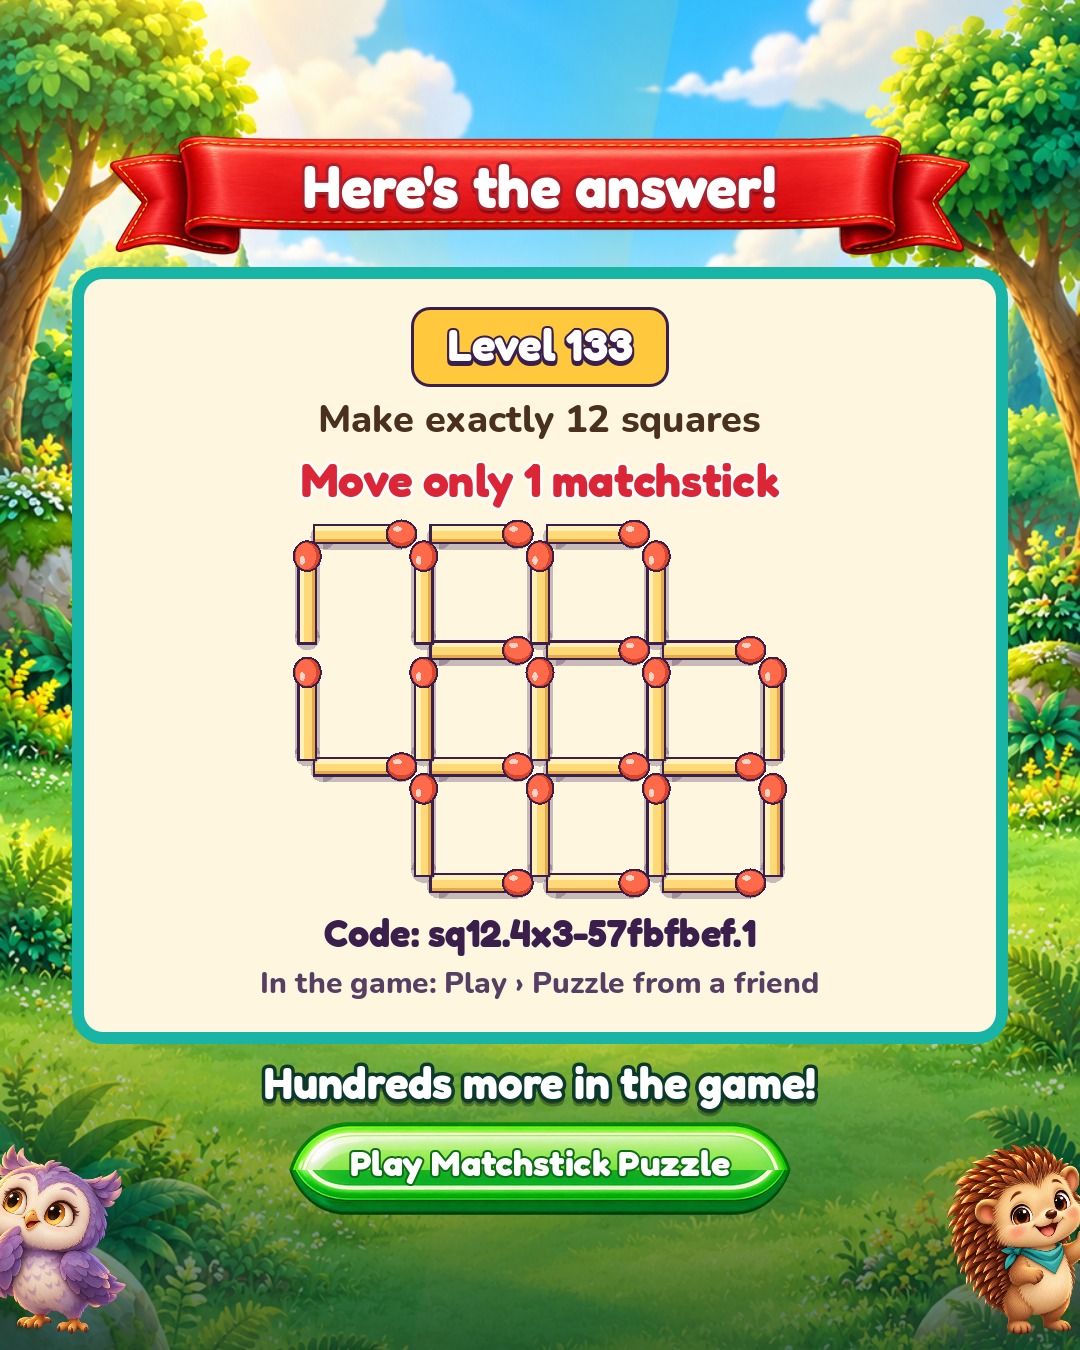 Here's the answer!
Level 133
Make exactly 12 squares
Move only 1 matchstick
Code: sq12.4x3-57fbfbef.1
In the game: Play › Puzzle from a friend
Hundreds more in the game!
Play Matchstick Puzzle